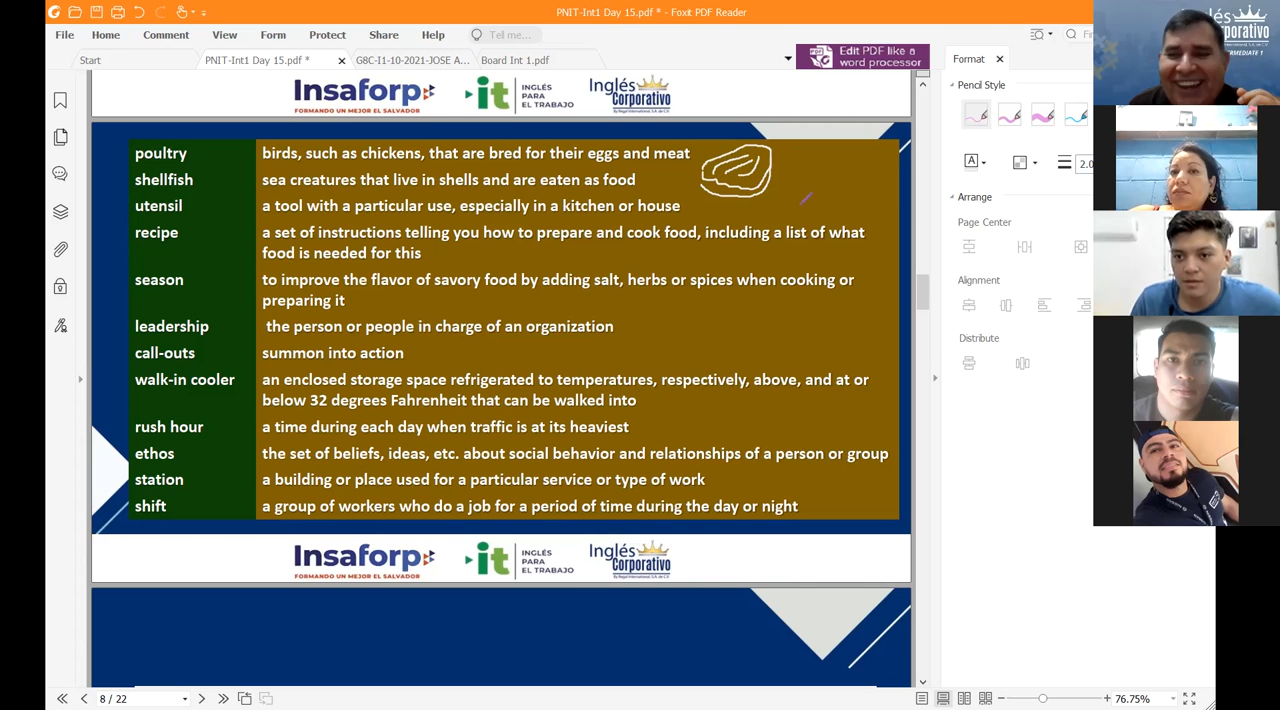 PNIT-Int1 Day 15.pdf * - Foxit PDF Reader
File Home Comment View Form Protect Share Help Tell me...
Start PNIT-Int1 Day 15.pdf * G8C-I1-10-2021-JOSE A... Board Int 1.pdf
Edit PDF like a
word processor
Insaforp
FORMANDO UN MEJOR EL SALVADOR
it INGLÉS
PARA
EL TRABAJO
Inglés
Corporativo
poultry birds, such as chickens, that are bred for their eggs and meat
shellfish sea creatures that live in shells and are eaten as food
utensil a tool with a particular use, especially in a kitchen or house
recipe a set of instructions telling you how to prepare and cook food, including a list of what
food is needed for this
season to improve the flavor of savory food by adding salt, herbs or spices when cooking or
preparing it
leadership the person or people in charge of an organization
call-outs summon into action
walk-in cooler an enclosed storage space refrigerated to temperatures, respectively, above, and at or
below 32 degrees Fahrenheit that can be walked into
rush hour a time during each day when traffic is at its heaviest
ethos the set of beliefs, ideas, etc. about social behavior and relationships of a person or group
station a building or place used for a particular service or type of work
shift a group of workers who do a job for a period of time during the day or night
Insaforp
FORMANDO UN MEJOR EL SALVADOR
it INGLÉS
PARA
EL TRABAJO
Inglés
Corporativo
8 / 22
76.75%
Format
Pencil Style
2.0
Arrange
Page Center
Alignment
Distribute